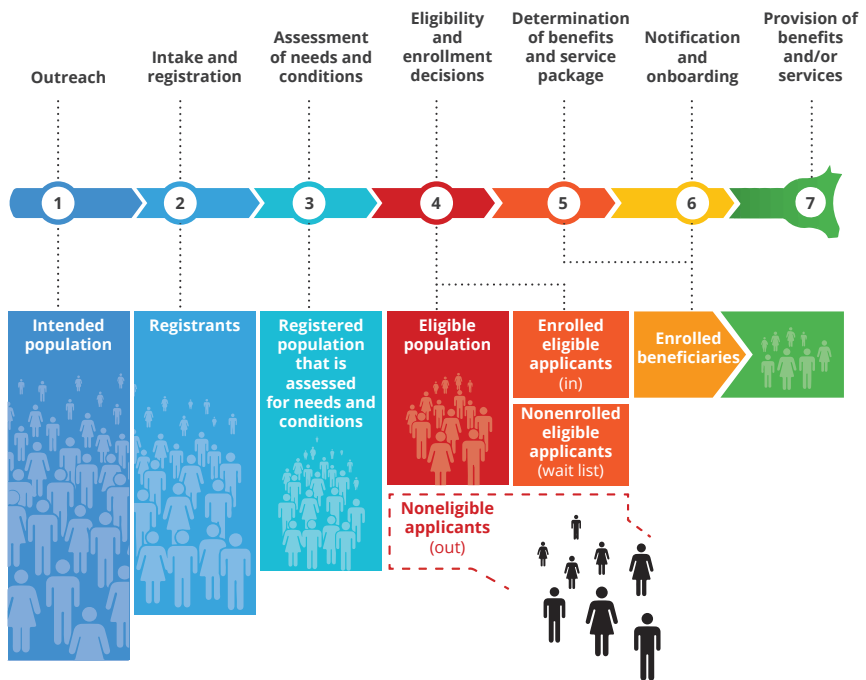 Outreach
Intake and
registration
Assessment
of needs and
conditions
Eligibility
and
enrollment
decisions
Determination
of benefits
and service
package
Notification
and
onboarding
Provision of
benefits
and/or
services
1
2
3
4
5
6
7
Intended
population
Registrants
Registered
population
that is
assessed
for needs and
conditions
Eligible
population
Enrolled
eligible
applicants
(in)
Nonenrolled
eligible
applicants
(wait list)
Enrolled
beneficiaries
Noneligible
applicants
(out)